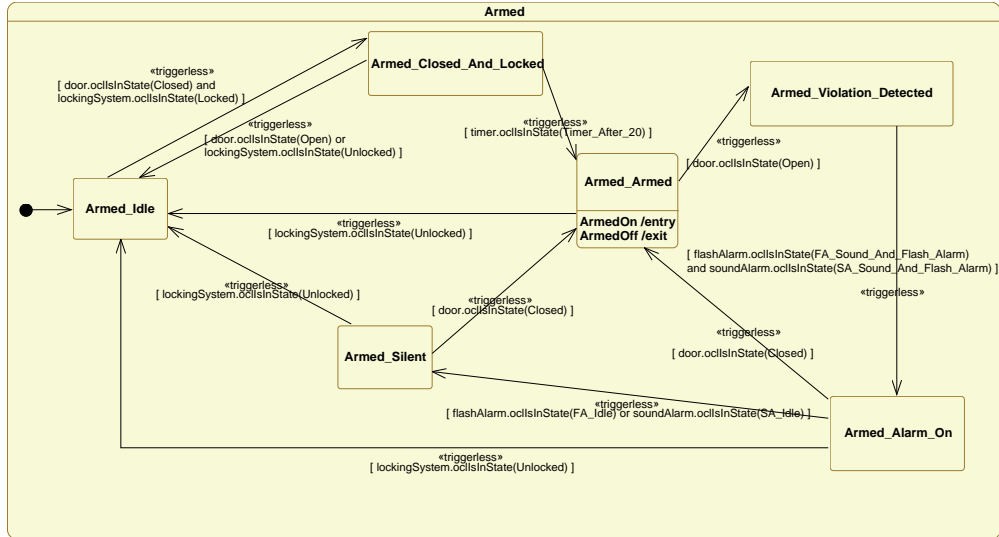 Armed
«triggerless»
[ door.oclIsInState(Closed) and
lockingSystem.oclIsInState(Locked) ]
Armed_Closed_And_Locked
«triggerless»
[ door.oclIsInState(Open) or
lockingSystem.oclIsInState(Unlocked) ]
«triggerless»
[ timer.oclIsInState(Timer_After_20) ]
Armed_Violation_Detected
«triggerless»
[ door.oclIsInState(Open) ]
Armed_Idle
Armed_Armed
ArmedOn /entry
ArmedOff /exit
«triggerless»
[ lockingSystem.oclIsInState(Unlocked) ]
[ flashAlarm.oclIsInState(FA_Sound_And_Flash_Alarm)
and soundAlarm.oclIsInState(SA_Sound_And_Flash_Alarm) ]
«triggerless»
«triggerless»
[ lockingSystem.oclIsInState(Unlocked) ]
«triggerless»
[ door.oclIsInState(Closed) ]
Armed_Silent
«triggerless»
[ door.oclIsInState(Closed) ]
«triggerless»
[ flashAlarm.oclIsInState(FA_Idle) or soundAlarm.oclIsInState(SA_Idle) ]
Armed_Alarm_On
«triggerless»
[ lockingSystem.oclIsInState(Unlocked) ]